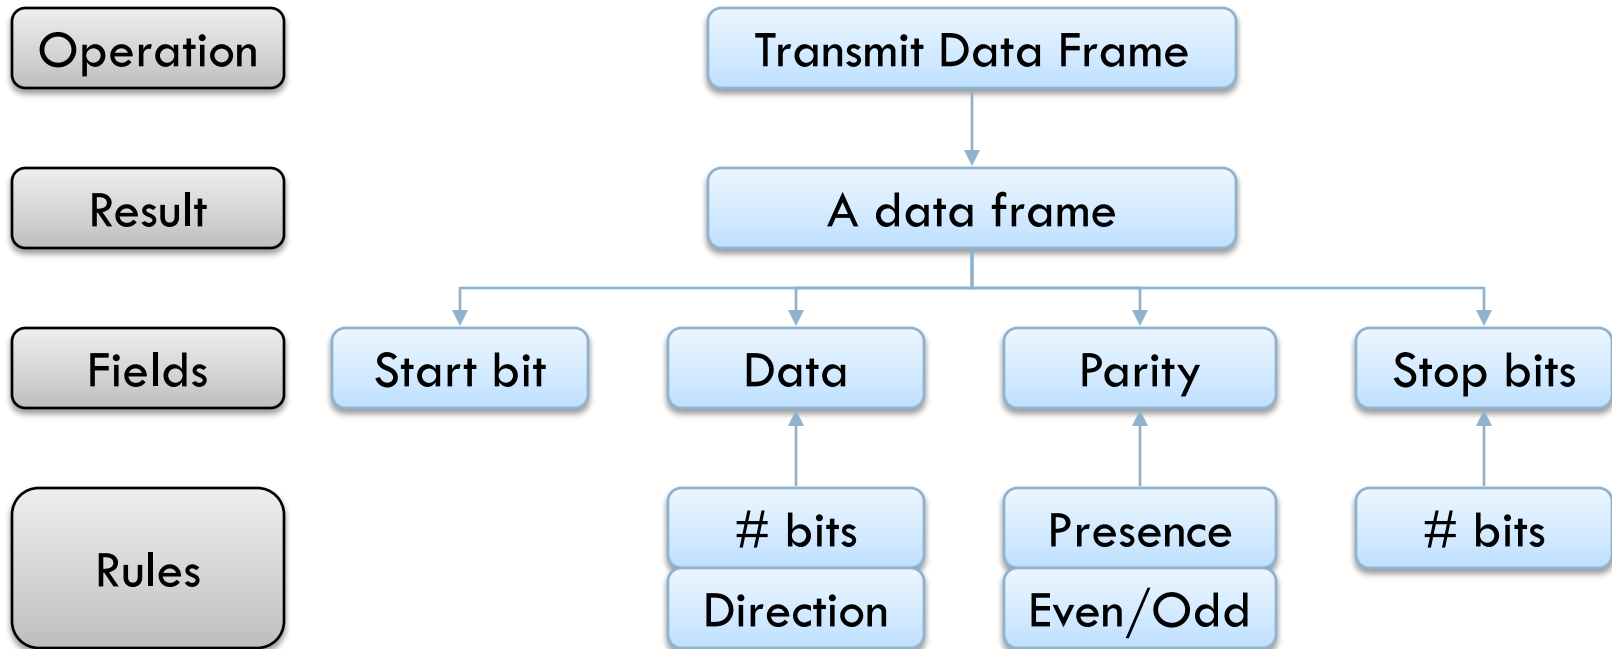 Operation
Transmit Data Frame
Result
A data frame
Fields
Start bit
Data
Parity
Stop bits
Rules
# bits
Direction
Presence
Even/Odd
# bits